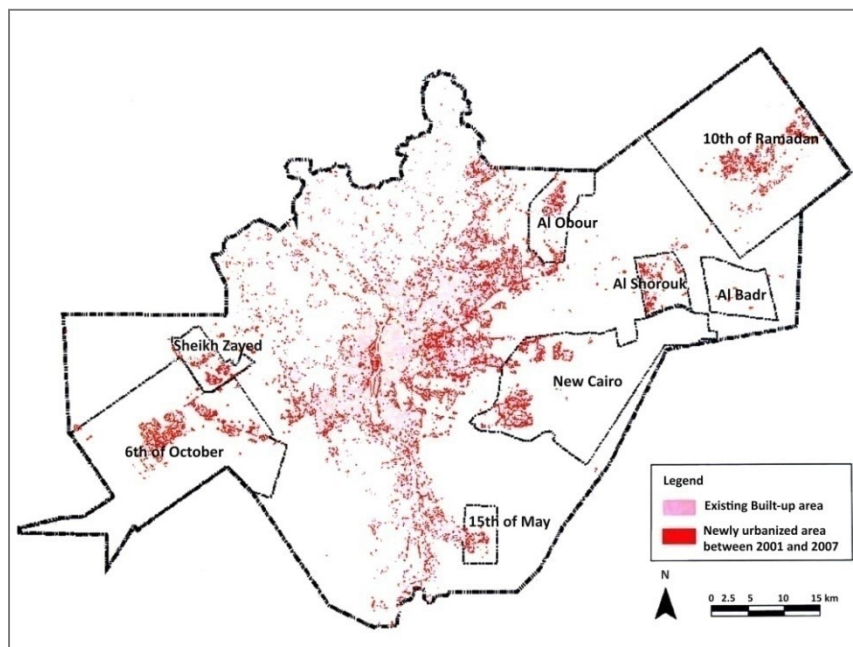 10th of Ramadan
Al Obour
Al Shorouk
Al Badr
Sheikh Zayed
New Cairo
6th of October
15th of May
Legend
Existing Built-up area
Newly urbanized area
between 2001 and 2007
N
0 2.5 5 10 15 km